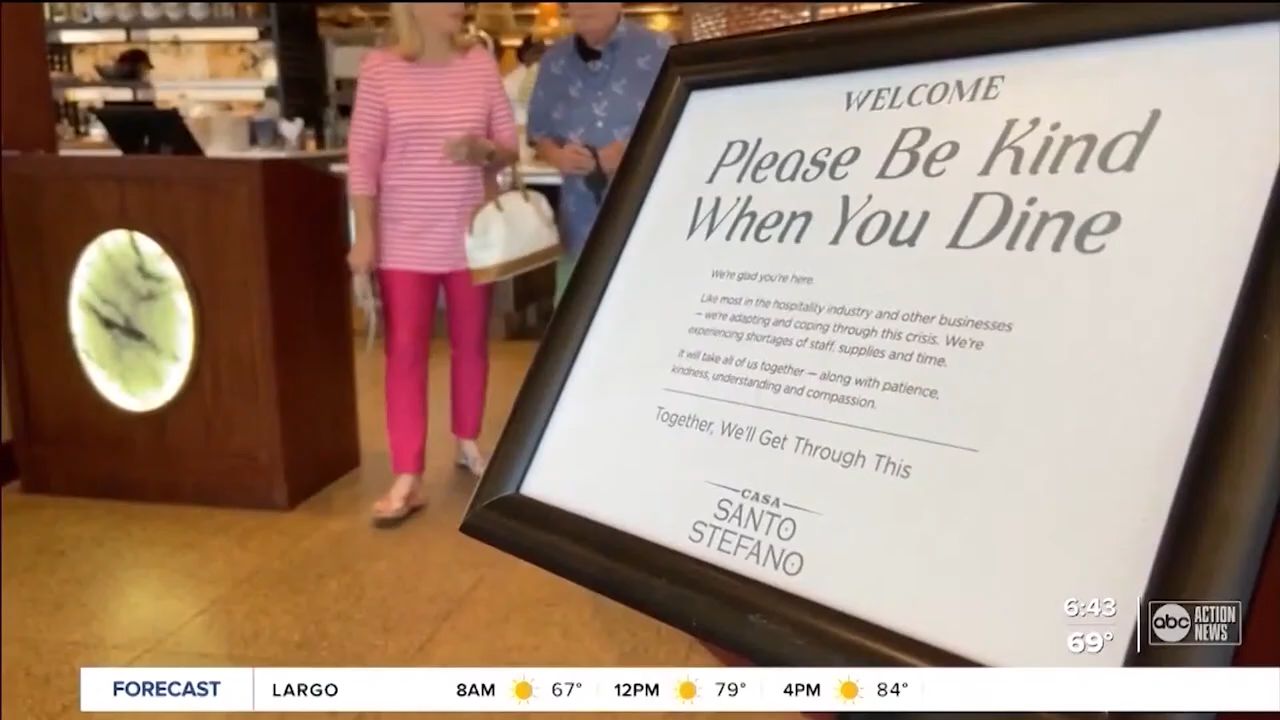 WELCOME
Please Be Kind
When You Dine
We're glad you're here.
Like most in the hospitality industry and other businesses
— we're adapting and coping through this crisis. We're
experiencing shortages of staff, supplies and time.
It will take all of us together — along with patience,
kindness, understanding and compassion.
Together, We'll Get Through This
CASA
SANTO
STEFANO
6:43
69°
abc ACTION NEWS
FORECAST LARGO 8AM 67° 12PM 79° 4PM 84°